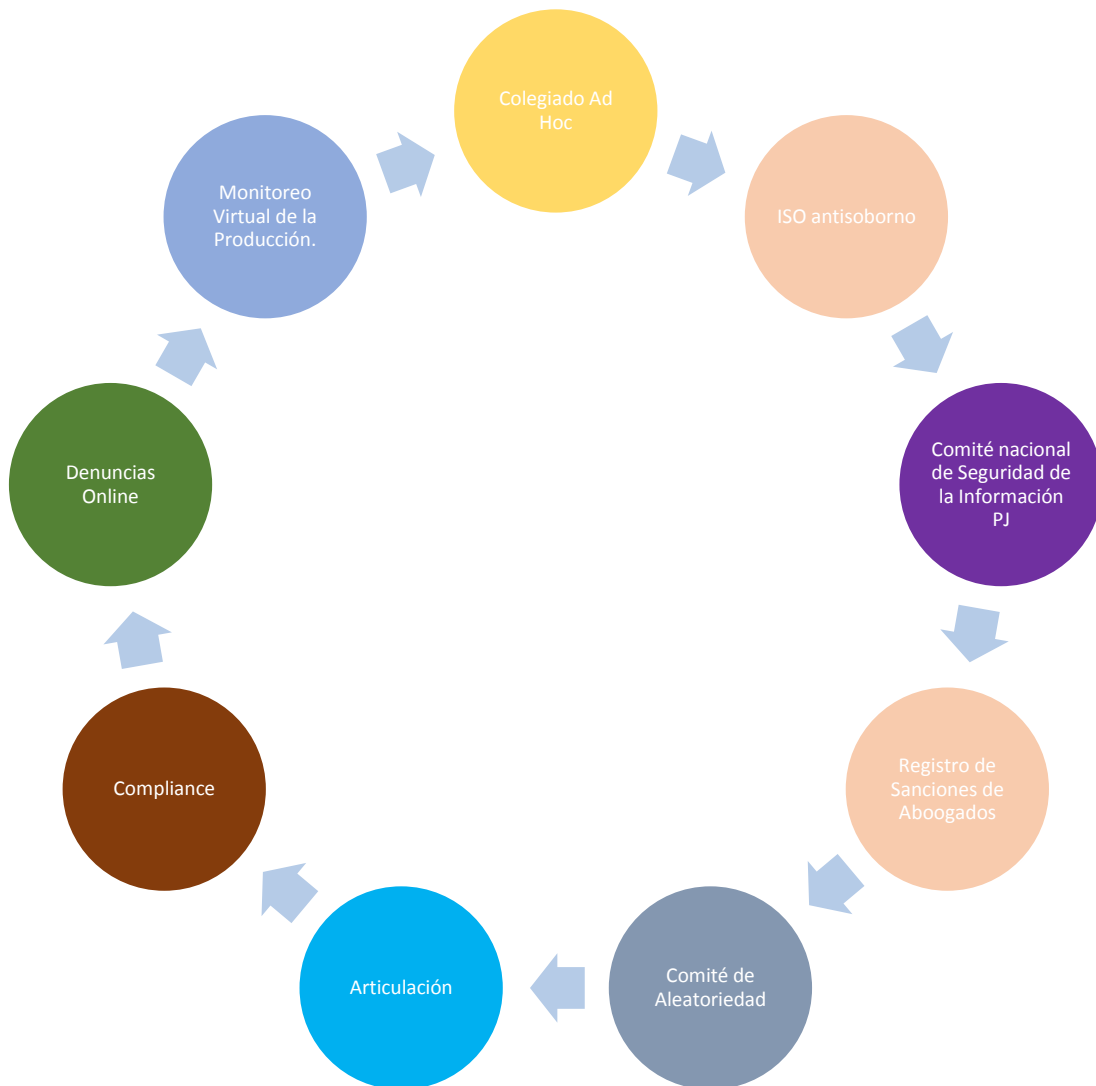 Colegiado Ad
Hoc
ISO antisoborno
Comité nacional
de Seguridad de
la Información
PJ
Registro de
Sanciones de
Aboogados
Comité de
Aleatoriedad
Articulación
Compliance
Denuncias
Online
Monitoreo
Virtual de la
Producción.